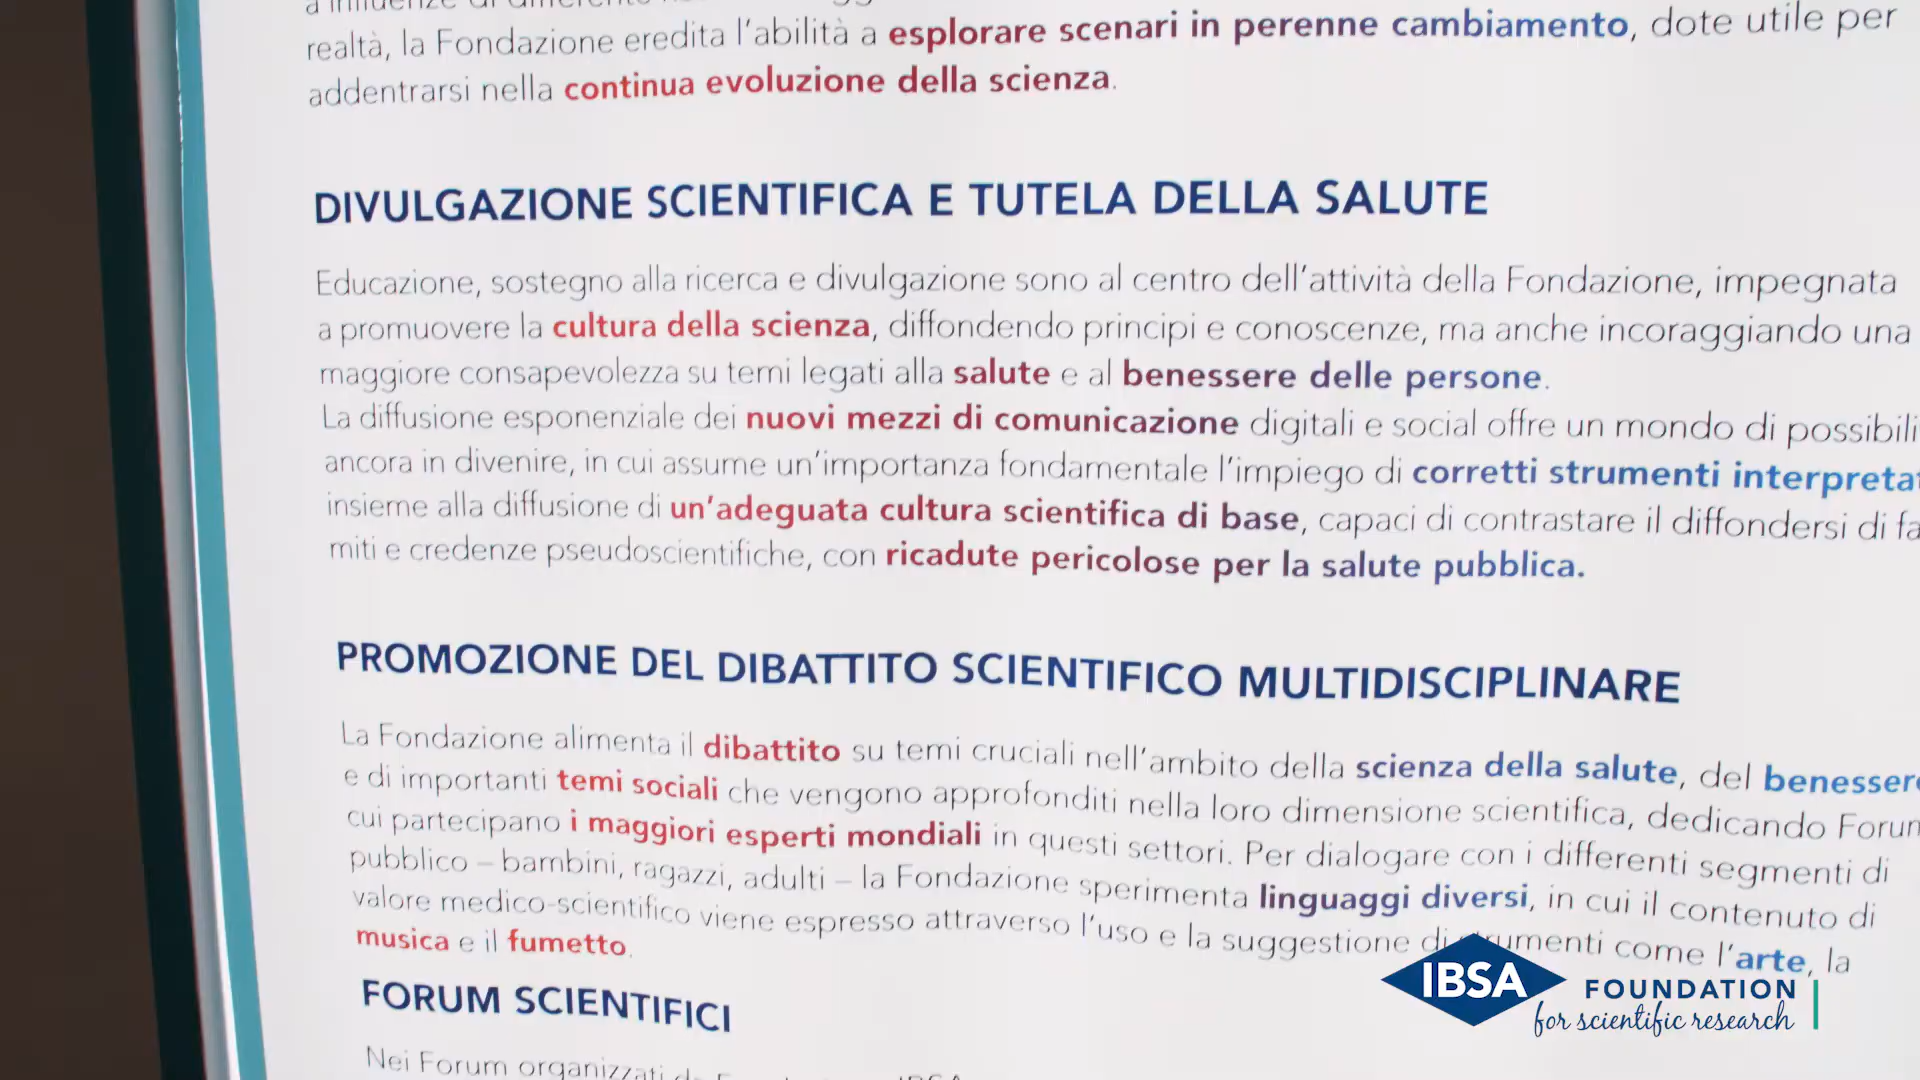 realtà, la Fondazione eredita l'abilità a esplorare scenari in perenne cambiamento, dote utile per
addentrarsi nella continua evoluzione della scienza.
DIVULGAZIONE SCIENTIFICA E TUTELA DELLA SALUTE
Educazione, sostegno alla ricerca e divulgazione sono al centro dell'attività della Fondazione, impegnata
a promuovere la cultura della scienza, diffondendo principi e conoscenze, ma anche incoraggiando una
maggiore consapevolezza su temi legati alla salute e al benessere delle persone.
La diffusione esponenziale dei nuovi mezzi di comunicazione digitali e social offre un mondo di
ancora in divenire, in cui assume un'importanza fondamentale l'impiego di corretti strumenti
insieme alla diffusione di un'adeguata cultura scientifica di base, capaci di contrastare il diffondersi di
miti e credenze pseudoscientifiche, con ricadute pericolose per la salute pubblica.
PROMOZIONE DEL DIBATTITO SCIENTIFICO MULTIDISCIPLINARE
La Fondazione alimenta il dibattito su temi cruciali nell'ambito della scienza della salute, del benessere
e di importanti temi sociali che vengono approfonditi nella loro dimensione scientifica, dedicando Forum
cui partecipano i maggiori esperti mondiali in questi settori. Per dialogare con i differenti segmenti di
pubblico – bambini, ragazzi, adulti – la Fondazione sperimenta linguaggi diversi, in cui il contenuto di
valore medico-scientifico viene espresso attraverso l'uso e la suggestione di strumenti come l'arte, la
musica e il fumetto.
FORUM SCIENTIFICI
Nei Forum organizzati
IBSA FOUNDATION
for scientific research